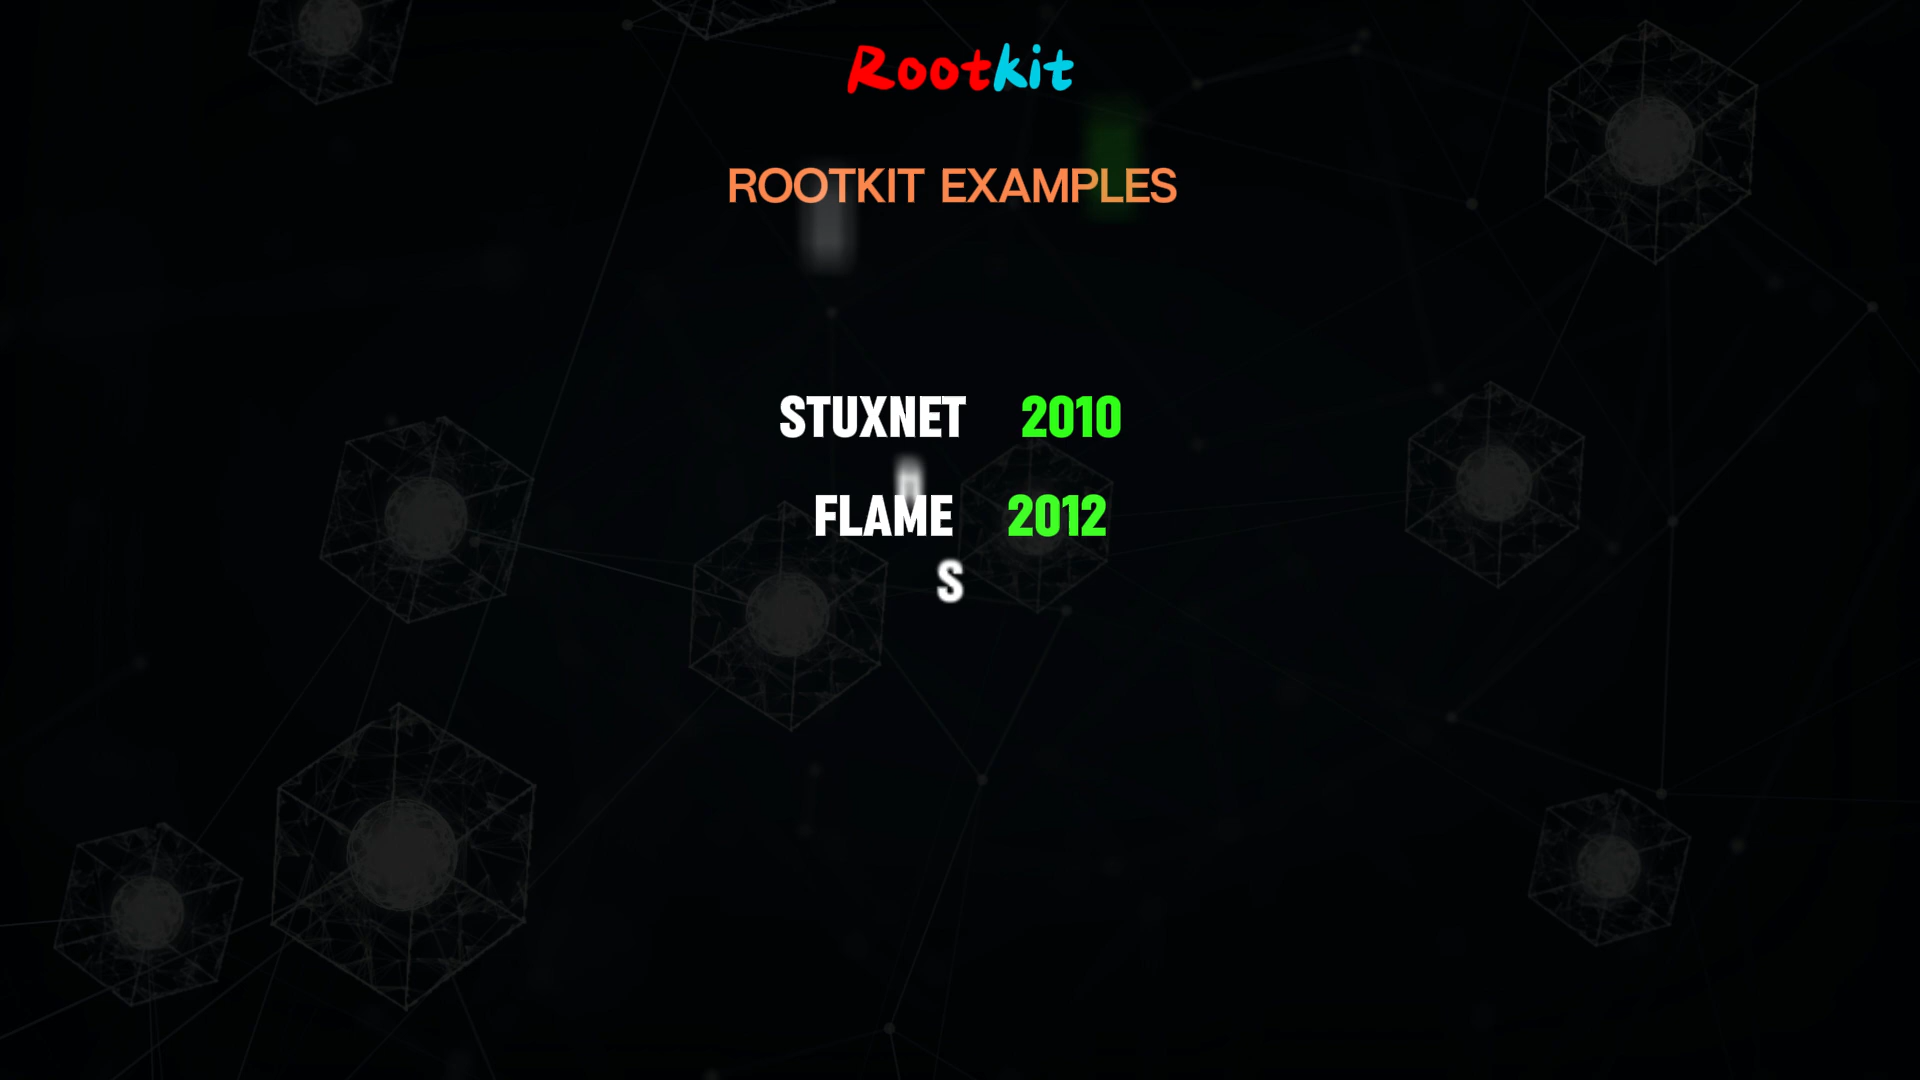 Rootkit
ROOTKIT EXAMPLES
STUXNET 2010
FLAME 2012
S